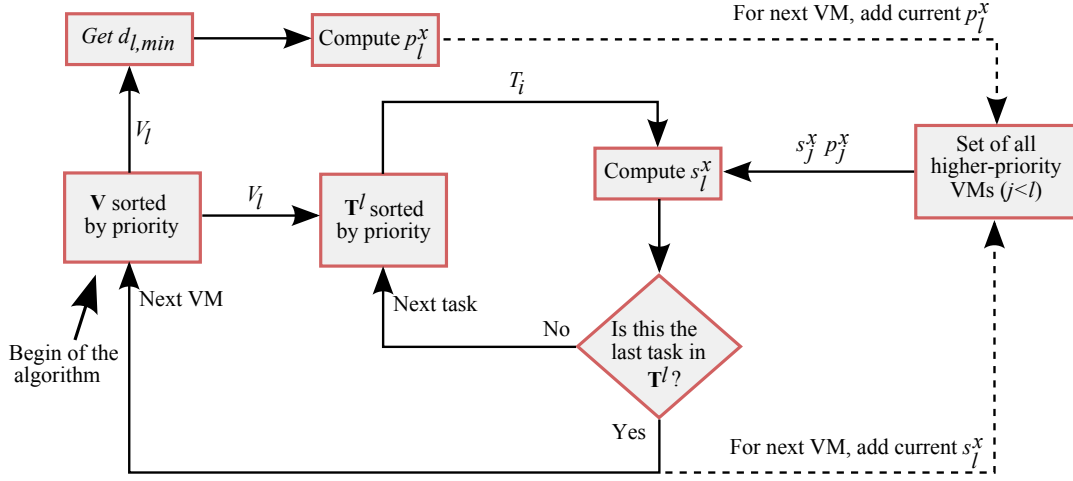 For next VM, add current p_l^x
Get d_{l,min}
Compute p_l^x
T_i
V_l
s_j^x p_j^x
Set of all
higher-priority
VMs (j<l)
Compute s_l^x
V sorted
by priority
V_l
T^l sorted
by priority
Next VM
Next task
No
Is this the
last task in
T^l ?
Begin of the
algorithm
Yes
For next VM, add current s_l^x